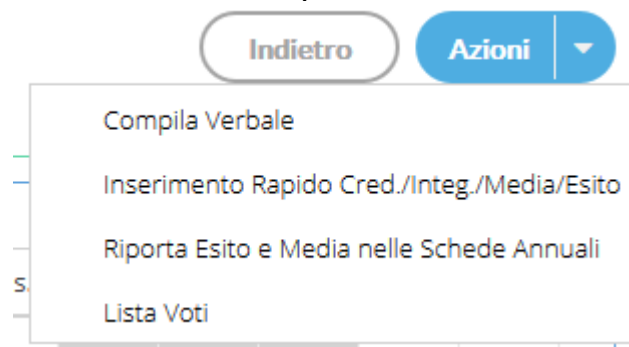 Indietro
Azioni
Compila Verbale
Inserimento Rapido Cred./Integ./Media/Esito
Riporta Esito e Media nelle Schede Annuali
s.
Lista Voti